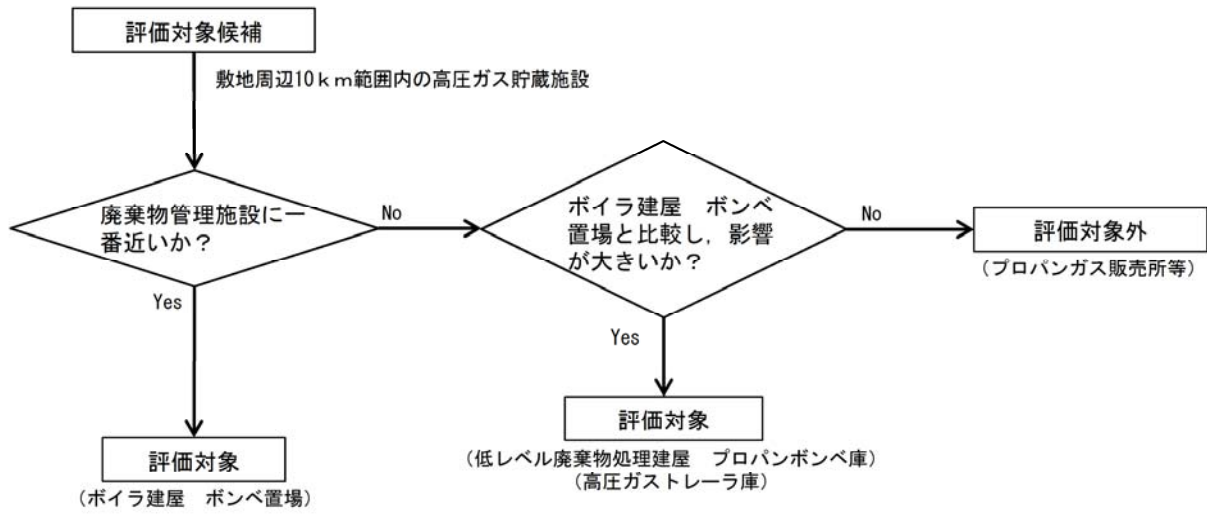 評価対象候補
敷地周辺10km範囲内の高圧ガス貯蔵施設
廃棄物管理施設に一
番近いか?
No
Yes
ボイラ建屋　ボンベ
置場と比較し，影響
が大きいか?
No
Yes
評価対象外
(プロパンガス販売所等)
評価対象
(ボイラ建屋　ボンベ置場)
評価対象
(低レベル廃棄物処理建屋　プロパンボンベ庫)
(高圧ガストレーラ庫)